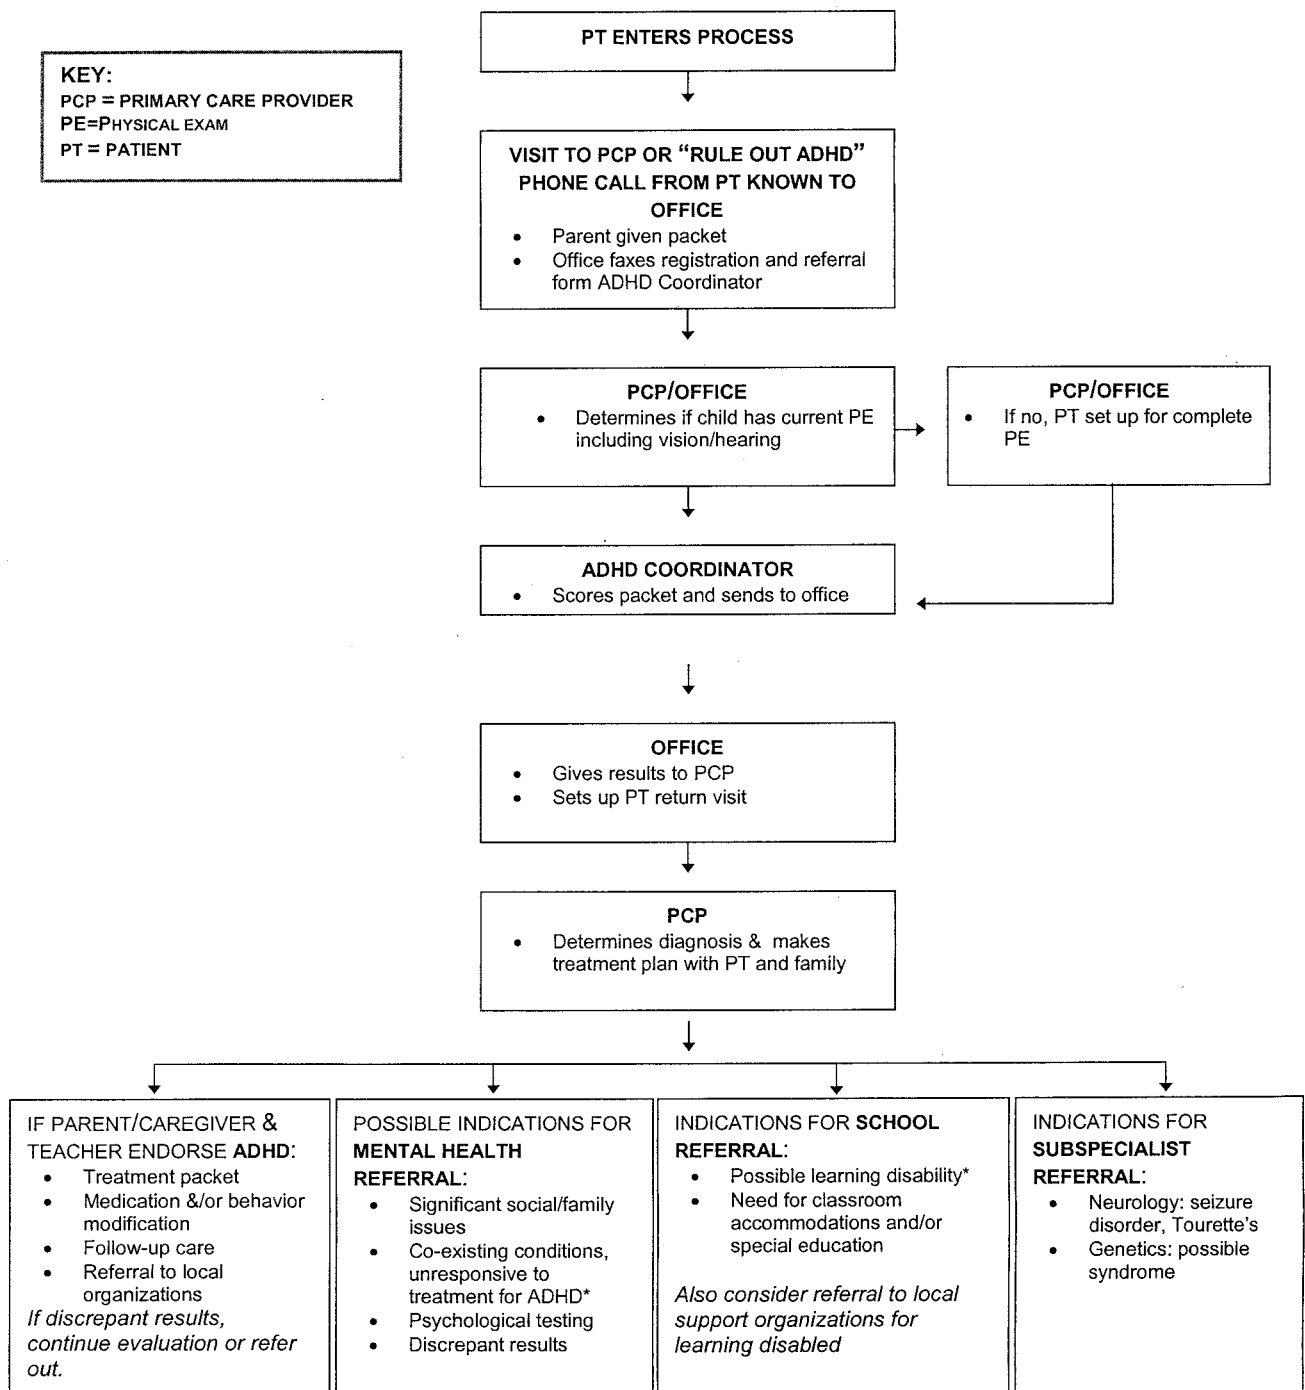 PT ENTERS PROCESS
KEY:
PCP = PRIMARY CARE PROVIDER
PE=PHYSICAL EXAM
PT = PATIENT
VISIT TO PCP OR “RULE OUT ADHD”
PHONE CALL FROM PT KNOWN TO
OFFICE
• Parent given packet
• Office faxes registration and referral
form ADHD Coordinator
PCP/OFFICE
• Determines if child has current PE
including vision/hearing
PCP/OFFICE
• If no, PT set up for complete
PE
ADHD COORDINATOR
• Scores packet and sends to office
OFFICE
• Gives results to PCP
• Sets up PT return visit
PCP
• Determines diagnosis & makes
treatment plan with PT and family
IF PARENT/CAREGIVER &
TEACHER ENDORSE ADHD:
• Treatment packet
• Medication &/or behavior
modification
• Follow-up care
• Referral to local
organizations
If discrepant results,
continue evaluation or refer
out.
POSSIBLE INDICATIONS FOR
MENTAL HEALTH
REFERRAL:
• Significant social/family
issues
• Co-existing conditions,
unresponsive to
treatment for ADHD*
• Psychological testing
• Discrepant results
INDICATIONS FOR SCHOOL
REFERRAL:
• Possible learning disability*
• Need for classroom
accommodations and/or
special education
Also consider referral to local
support organizations for
learning disabled
INDICATIONS FOR
SUBSPECIALIST
REFERRAL:
• Neurology: seizure
disorder, Tourette’s
• Genetics: possible
syndrome